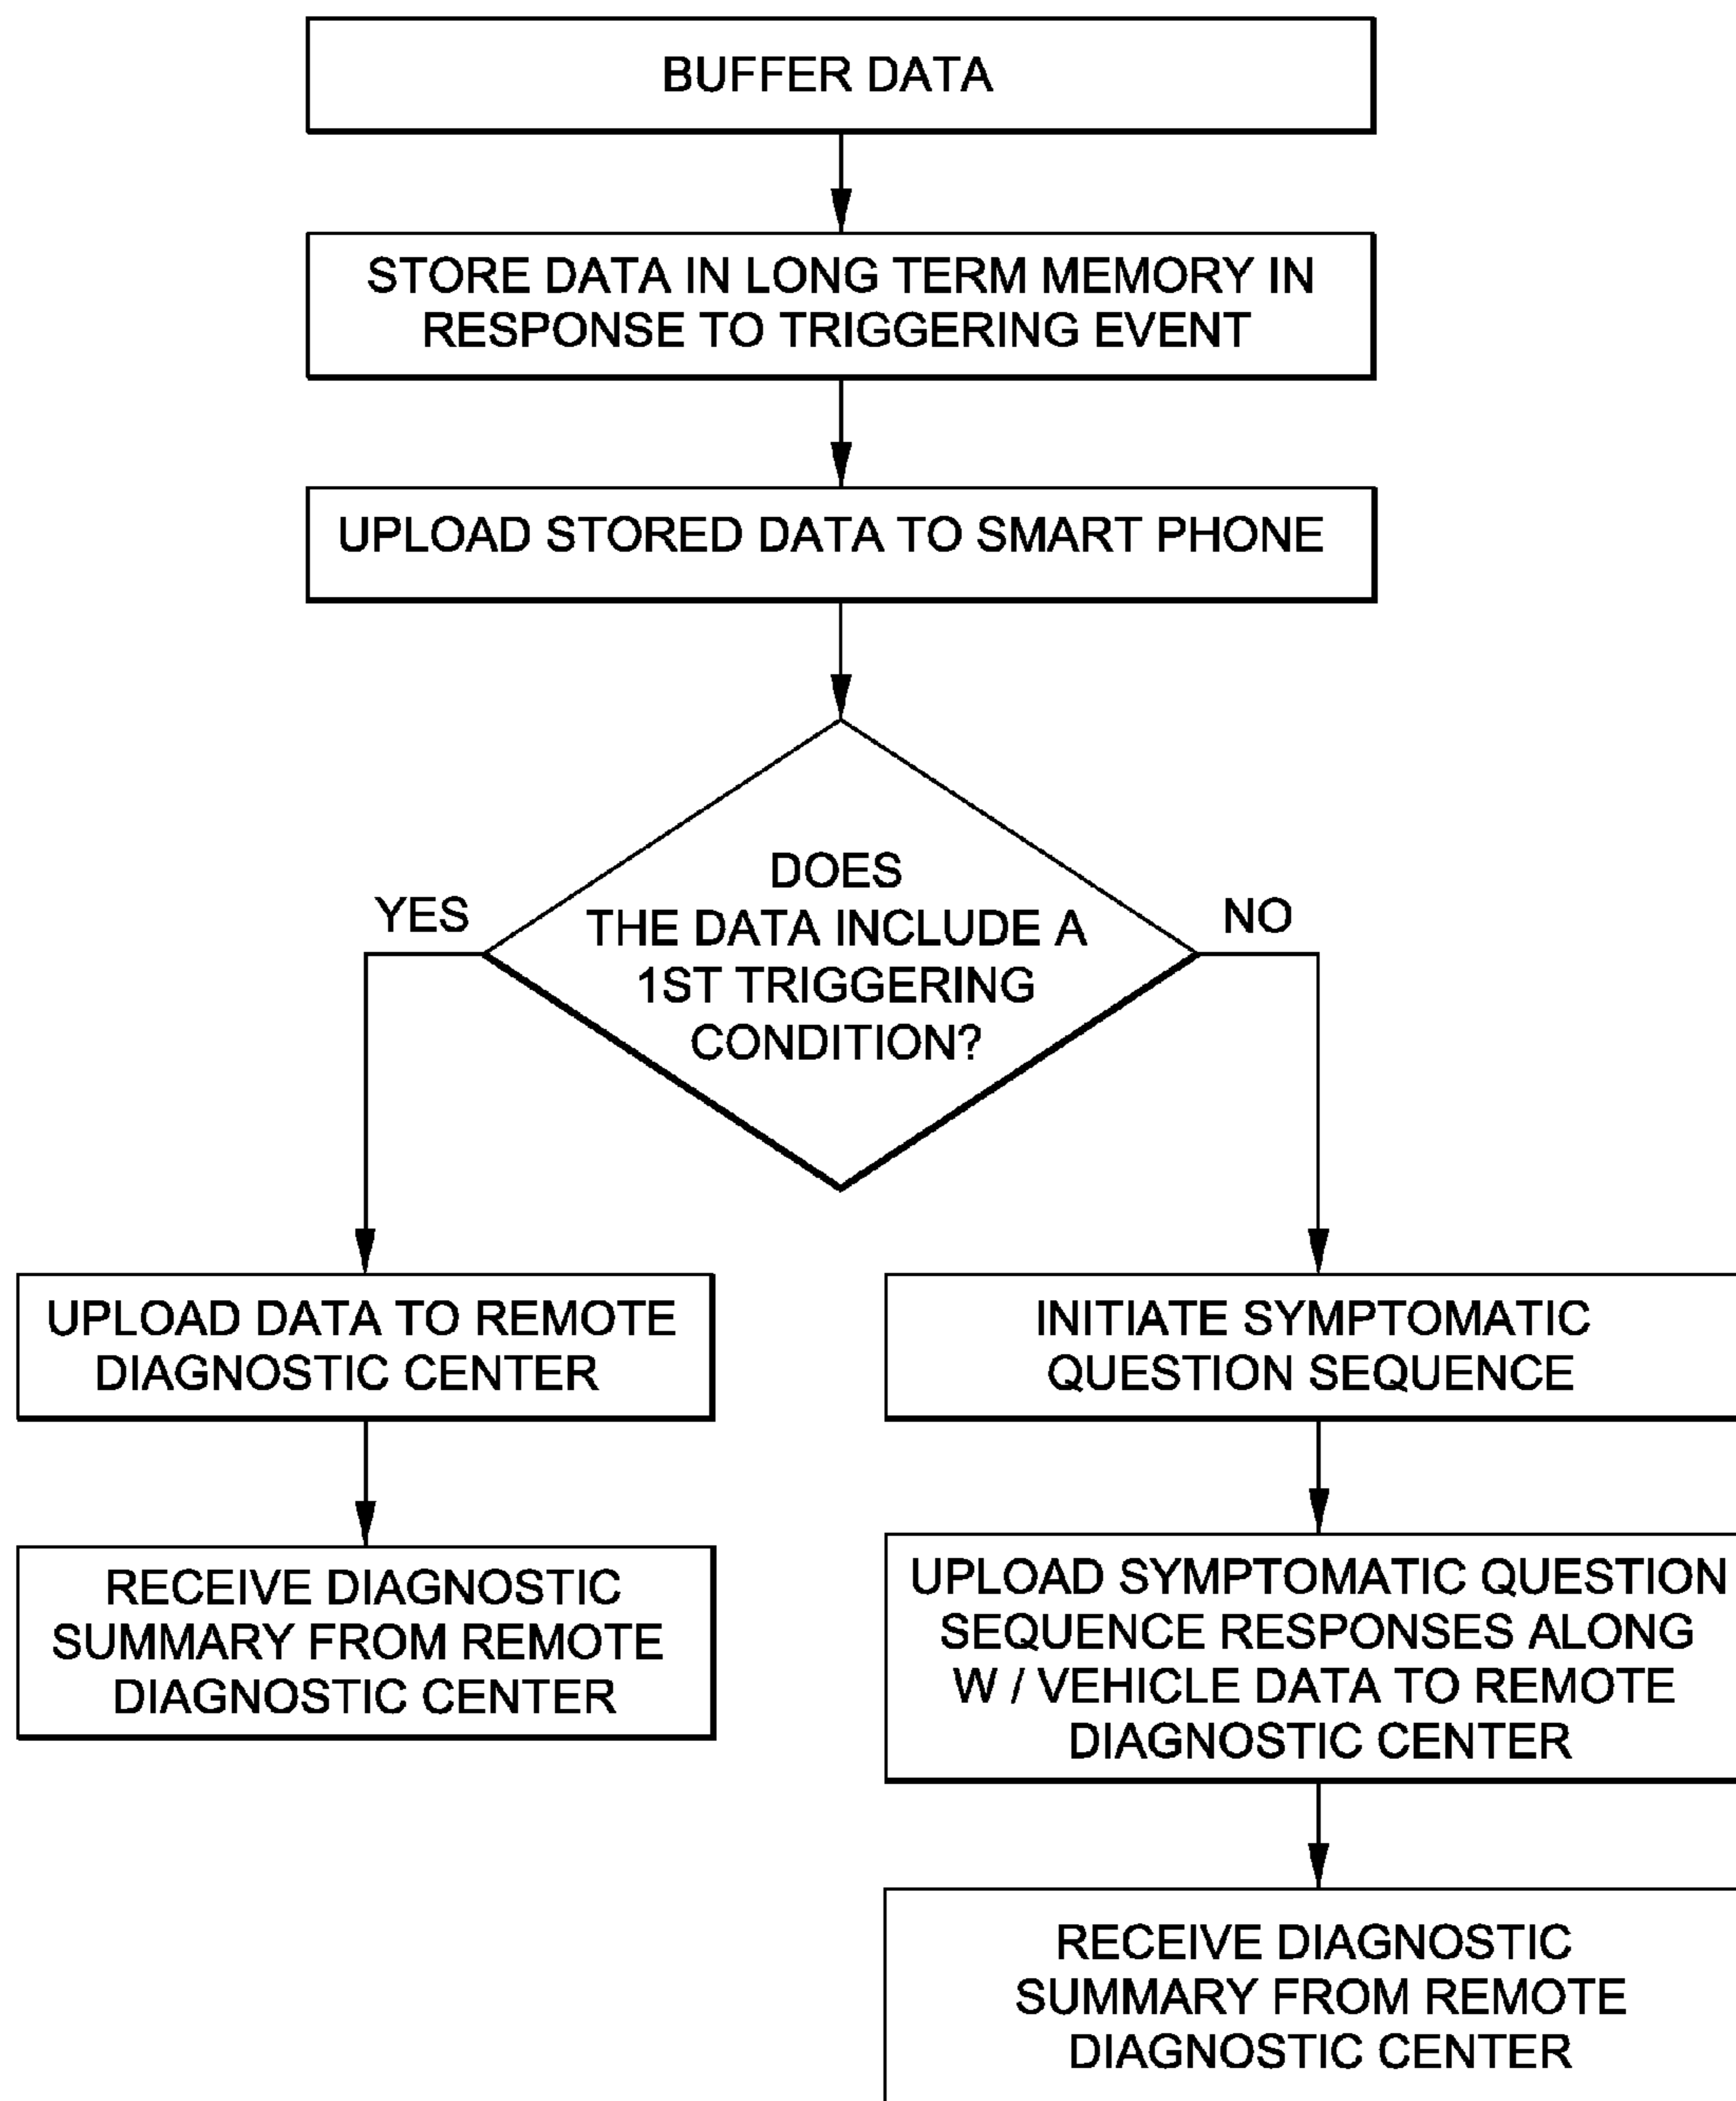 BUFFER DATA
STORE DATA IN LONG TERM MEMORY IN
RESPONSE TO TRIGGERING EVENT
UPLOAD STORED DATA TO SMART PHONE
DOES
THE DATA INCLUDE A
1ST TRIGGERING
CONDITION?
YES
NO
UPLOAD DATA TO REMOTE
DIAGNOSTIC CENTER
RECEIVE DIAGNOSTIC
SUMMARY FROM REMOTE
DIAGNOSTIC CENTER
INITIATE SYMPTOMATIC
QUESTION SEQUENCE
UPLOAD SYMPTOMATIC QUESTION
SEQUENCE RESPONSES ALONG
W / VEHICLE DATA TO REMOTE
DIAGNOSTIC CENTER
RECEIVE DIAGNOSTIC
SUMMARY FROM REMOTE
DIAGNOSTIC CENTER